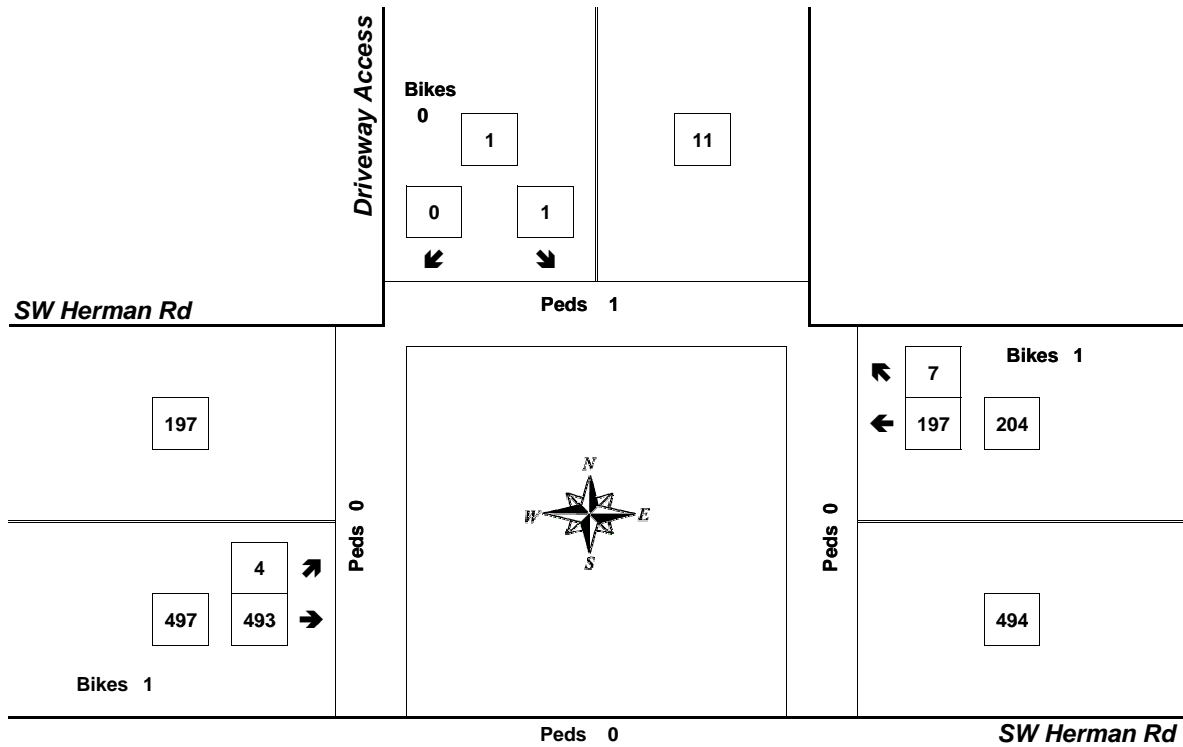 Driveway Access
Bikes
0
1
11
0
1
Peds 1
SW Herman Rd
Bikes 1
7
197
197
204
N
W
E
S
Peds 0
Peds 0
4
497
493
494
Bikes 1
Peds 0
SW Herman Rd